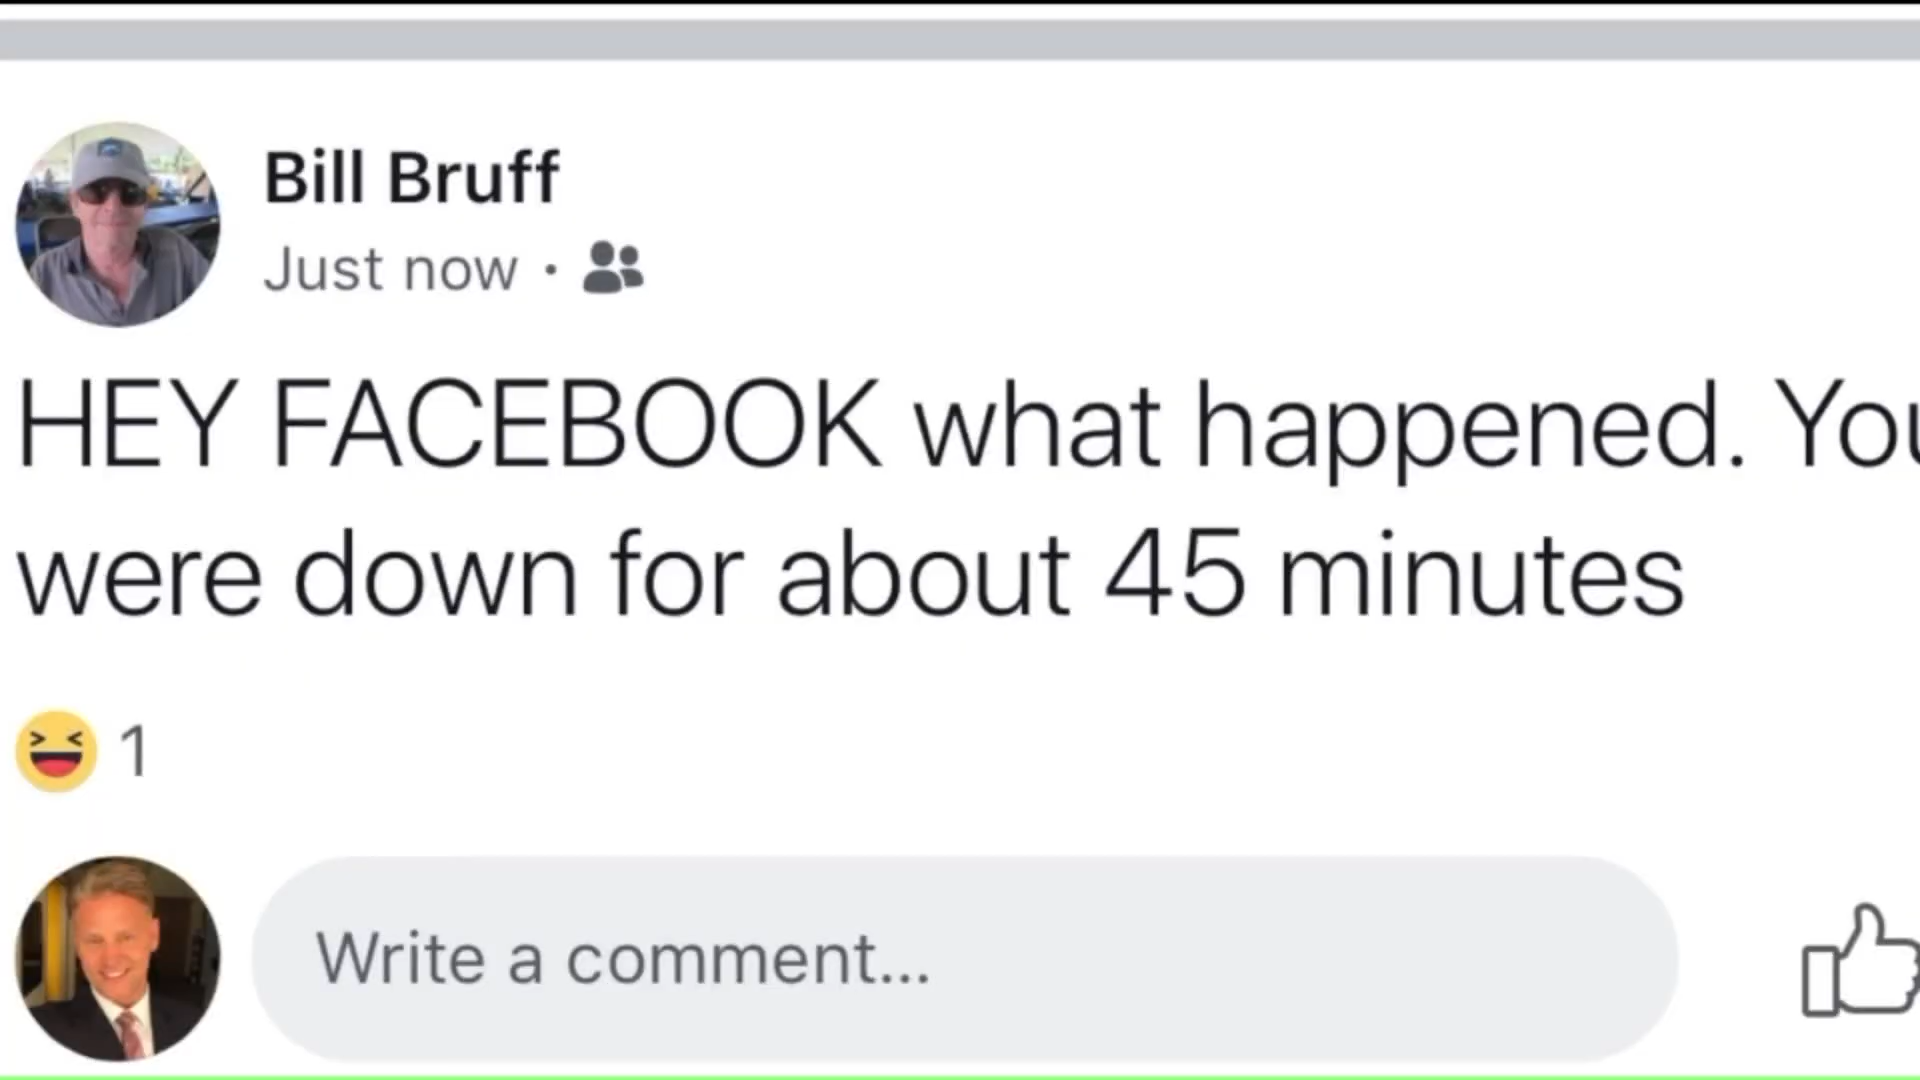 Bill Bruff
Just now ·
HEY FACEBOOK what happened. You
were down for about 45 minutes
1
Write a comment...